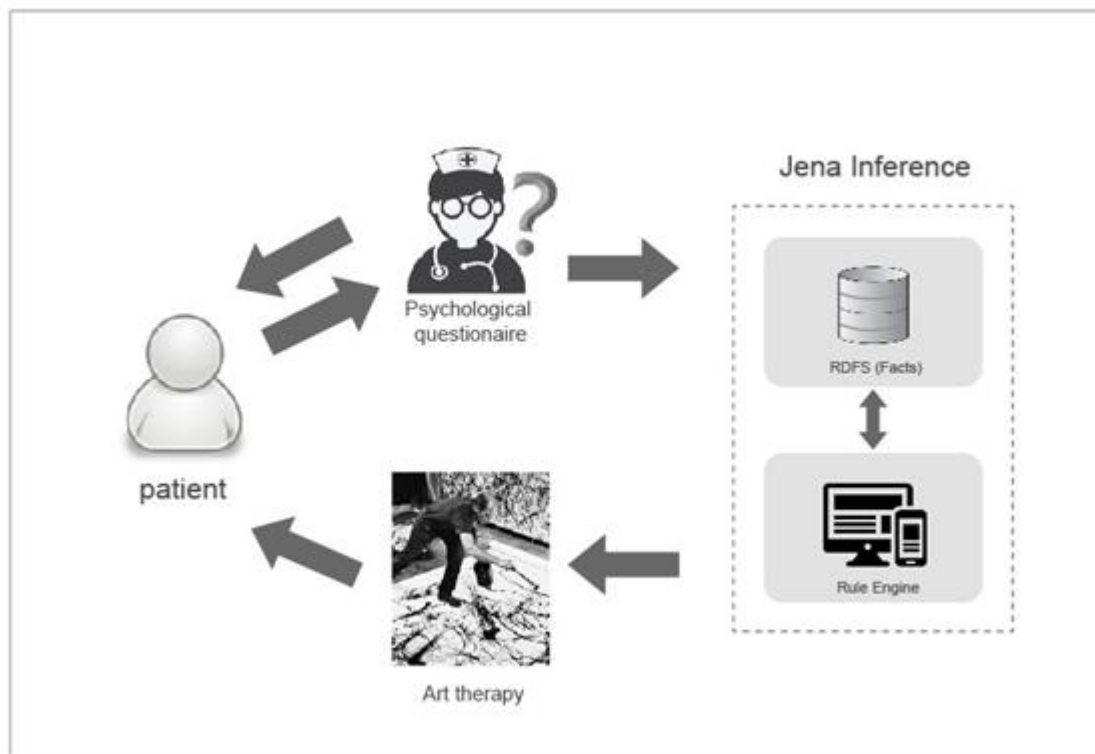 Jena Inference
Psychological
questionaire
RDFS (Facts)
patient
Rule Engine
Art therapy